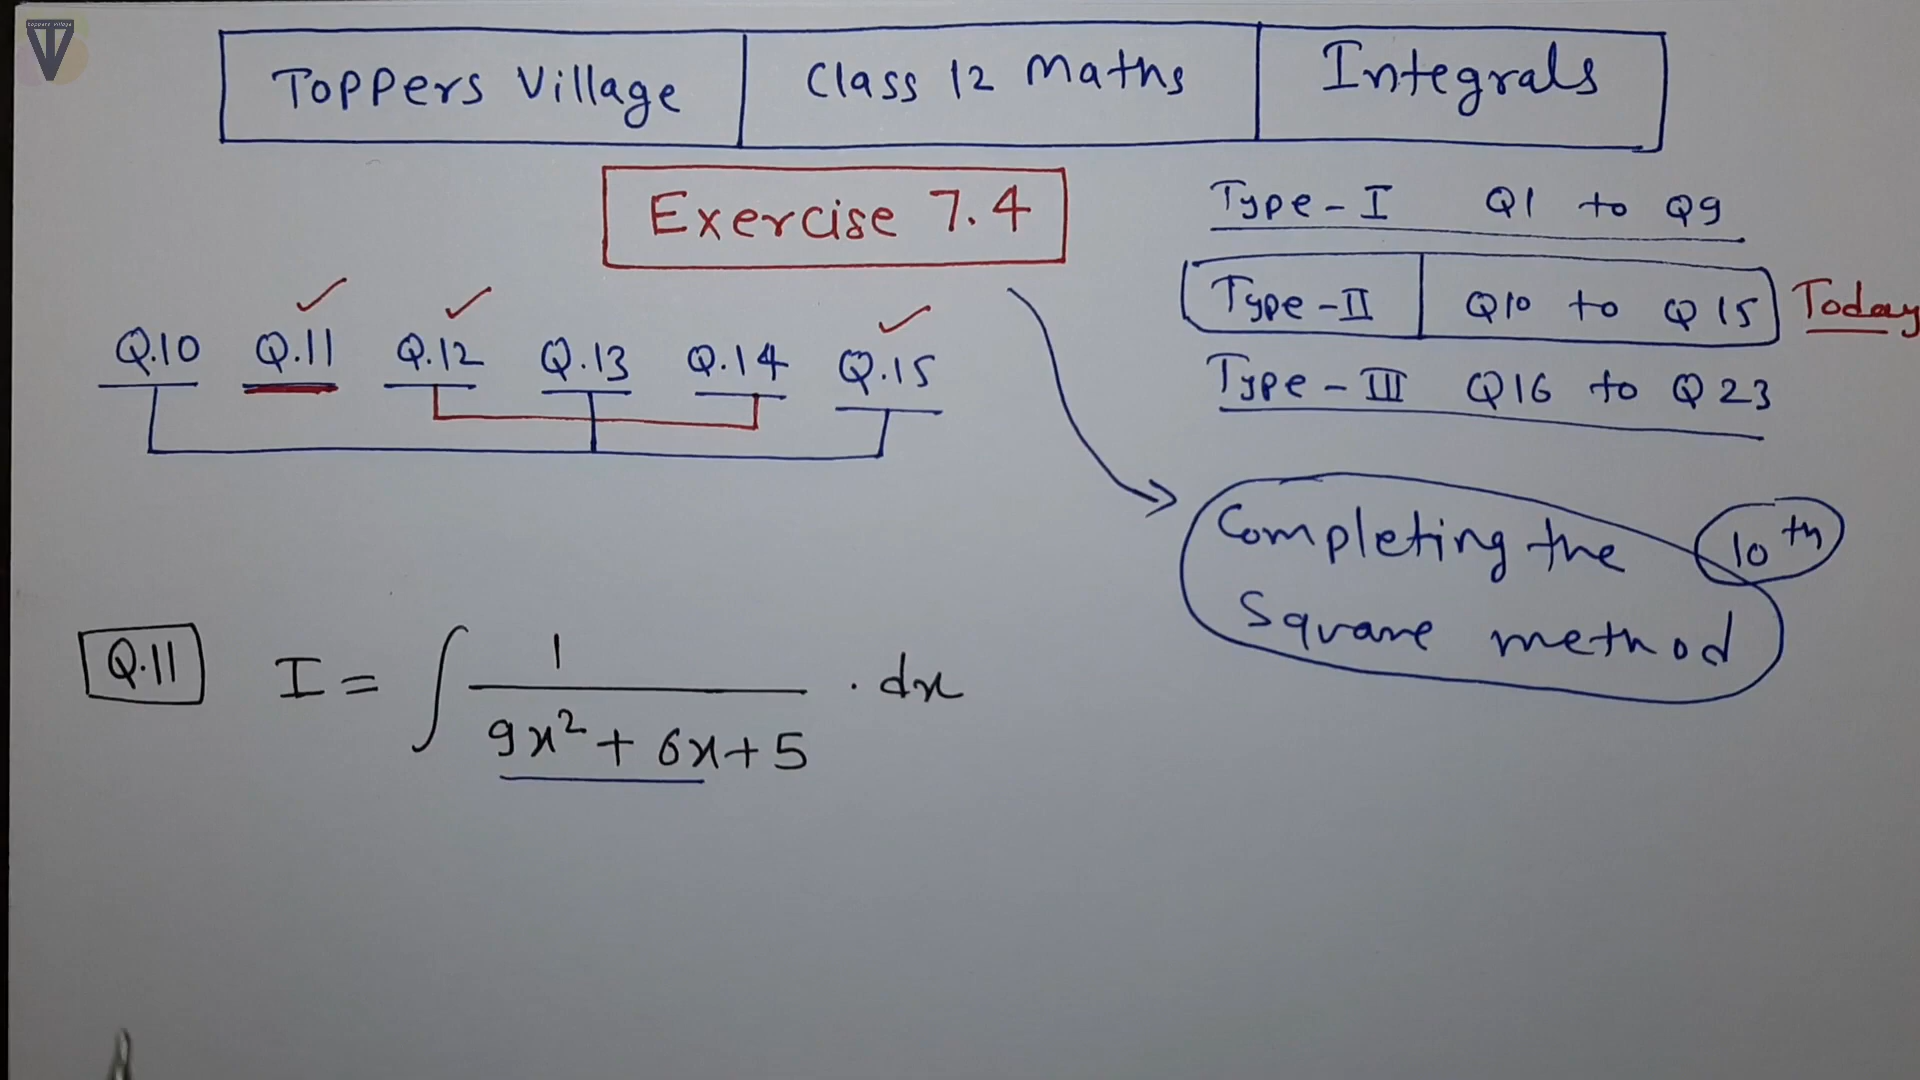 toppers village
Toppers Village Class 12 Maths Integrals
Exercise 7.4
Type-I Q1 to Q9
Type-II Q10 to Q15 Today
Type-III Q16 to Q23
Q.10 Q.11 Q.12 Q.13 Q.14 Q.15
Completing the 10th
Square method
Q.11 I = ∫ 1/(9x² + 6x + 5) . dx